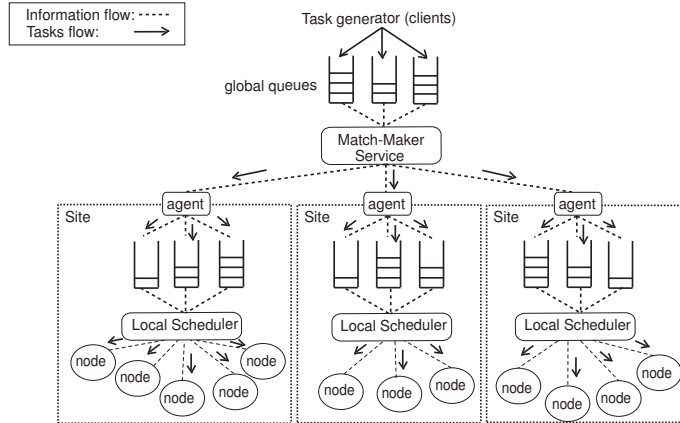 Information flow:
Tasks flow:
Task generator (clients)
global queues
Match-Maker
Service
agent
agent
agent
Site
Site
Site
Local Scheduler
Local Scheduler
Local Scheduler
node
node
node
node
node
node
node
node
node
node
node
node